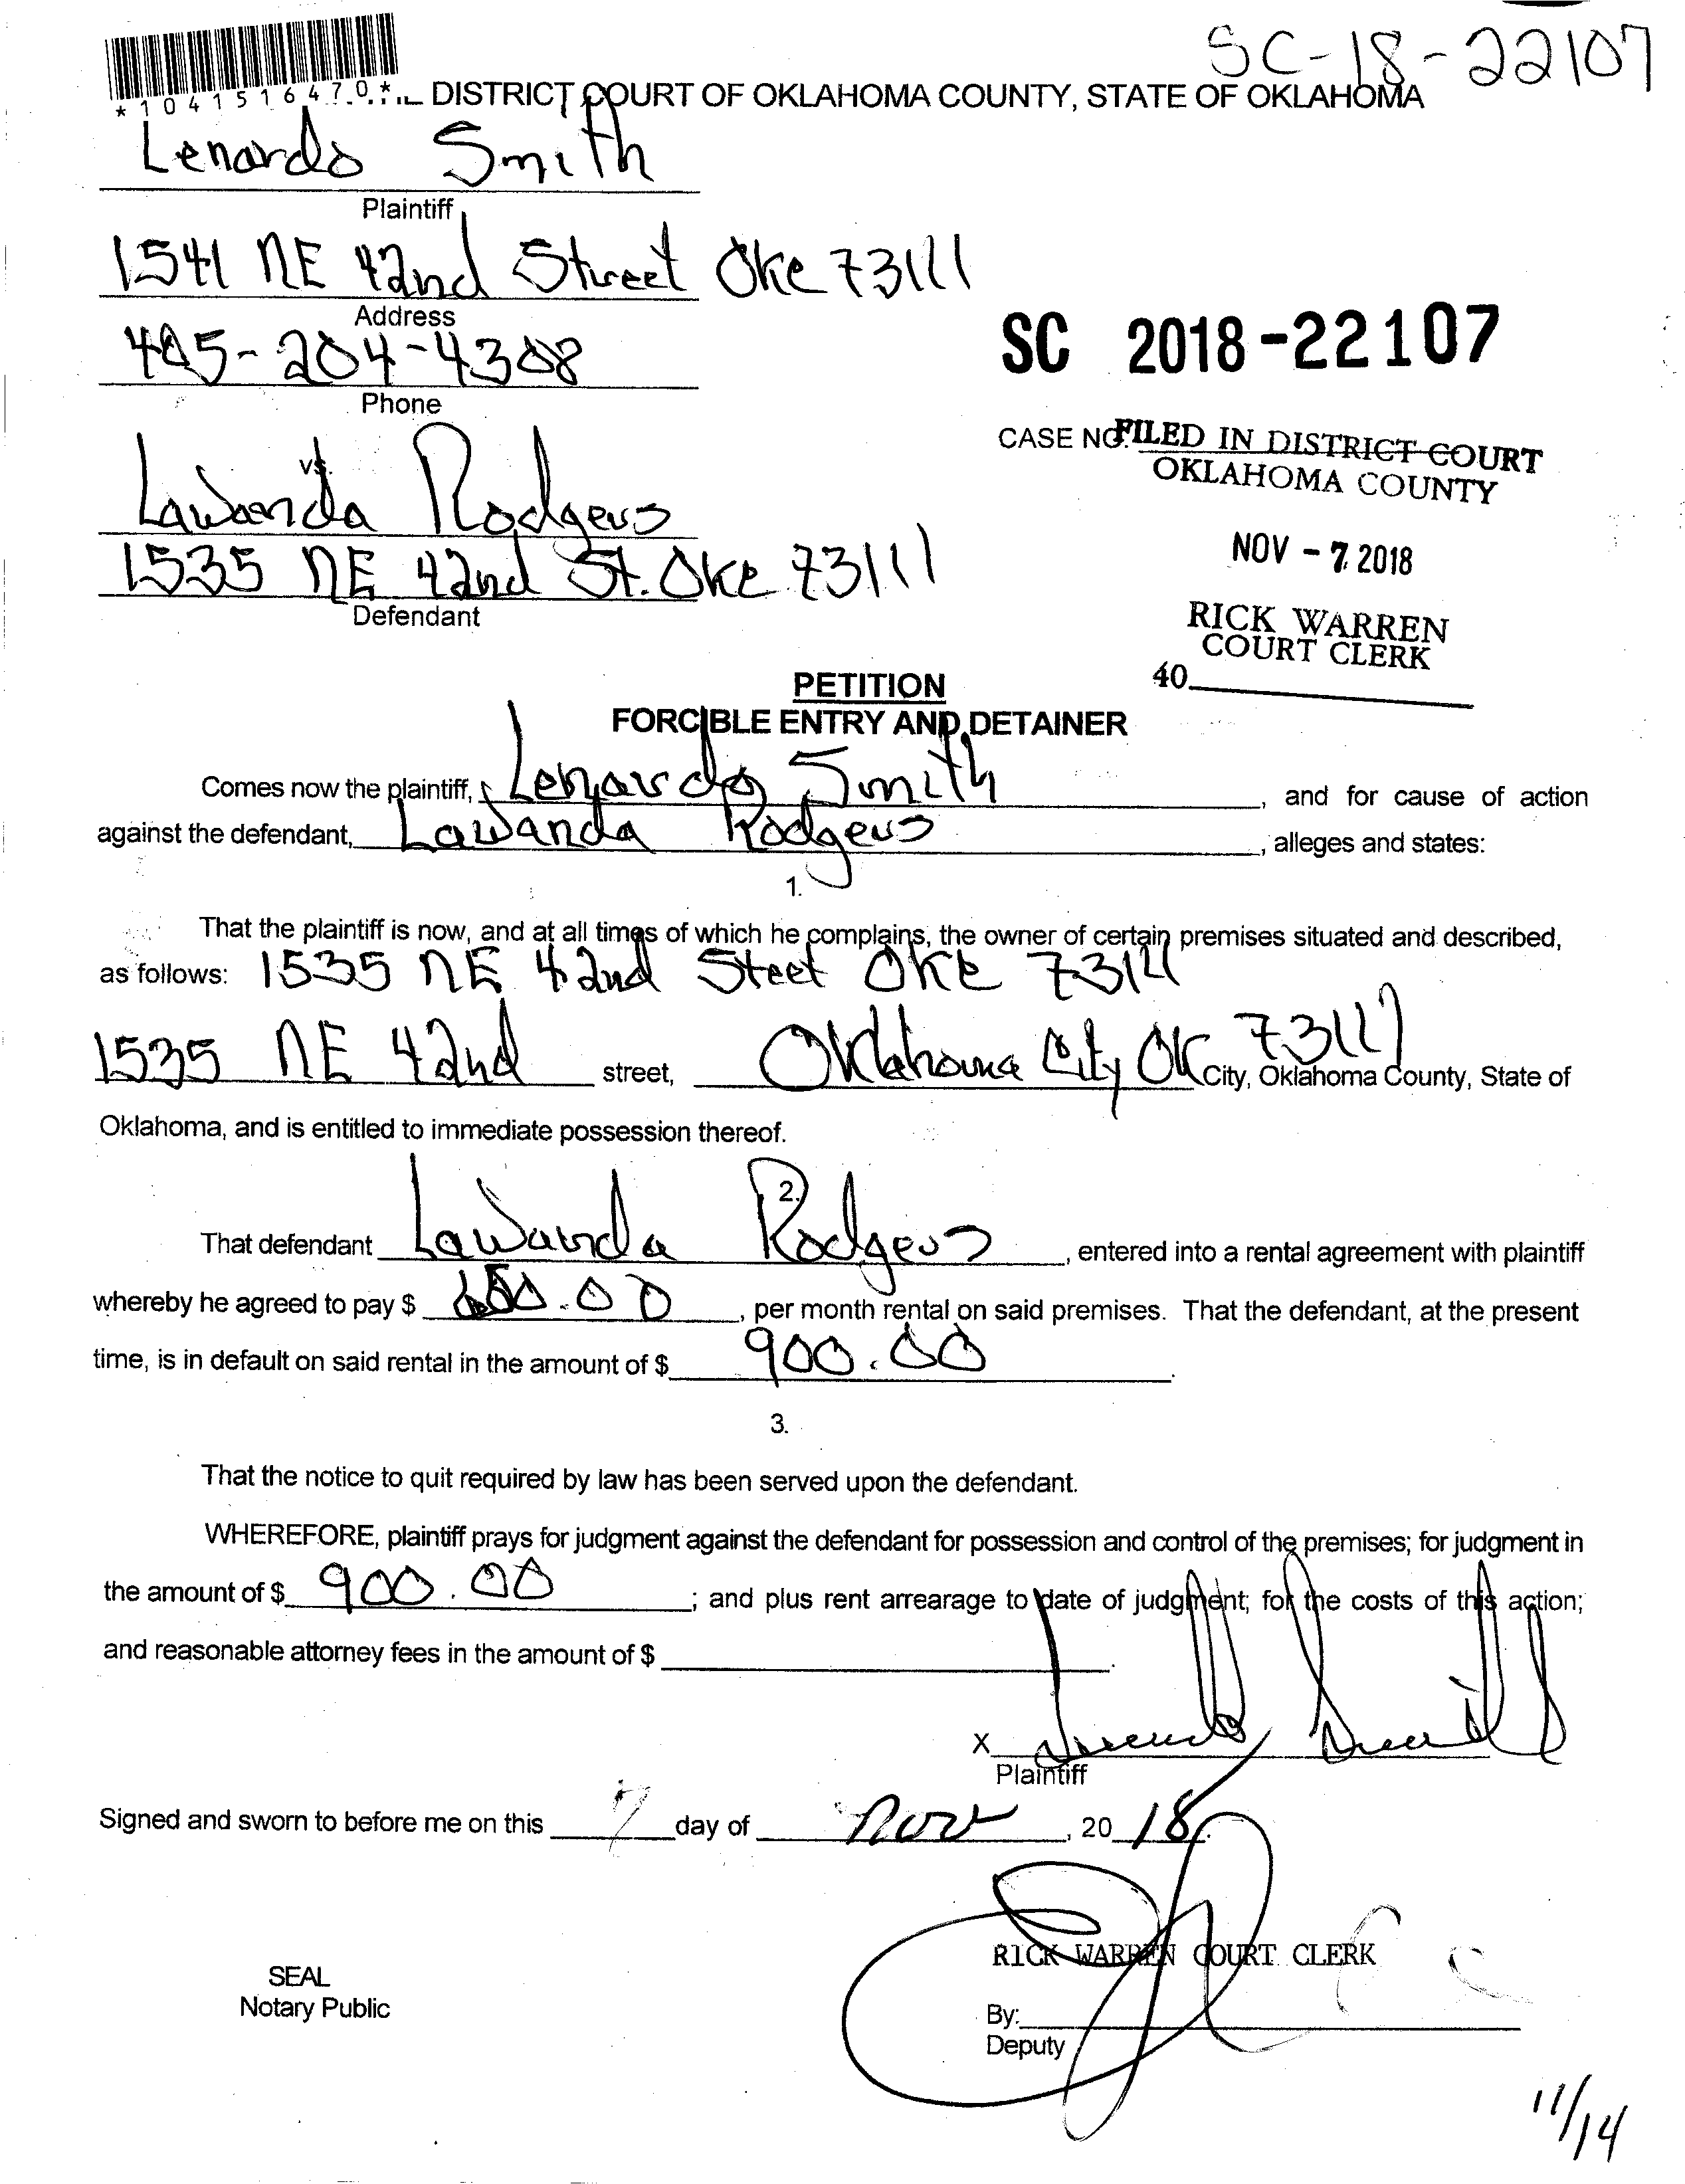 SC-18-22107
*1041516470*
DISTRICT COURT OF OKLAHOMA COUNTY, STATE OF OKLAHOMA
Lenardo Smith
Plaintiff
1541 NE 42nd Street Okc 73111
Address
405-204-4308
Phone
SC 2018-22107
CASE NO. FILED IN DISTRICT COURT
OKLAHOMA COUNTY
vs.
Lawanda Rodgers
NOV - 7 2018
1535 NE 42nd St. Okc 73111
Defendant
RICK WARREN
COURT CLERK
40
PETITION
FORCIBLE ENTRY AND DETAINER
Comes now the plaintiff, Lenardo Smith, and for cause of action
against the defendant, Lawanda Rodgers, alleges and states:
1.
That the plaintiff is now, and at all times of which he complains, the owner of certain premises situated and described,
as follows: 1535 NE 42nd Steet Okc 73111
1535 NE 42nd street, Oklahoma City OK 73111 City, Oklahoma County, State of
Oklahoma, and is entitled to immediate possession thereof.
2.
That defendant Lawanda Rodgers, entered into a rental agreement with plaintiff
whereby he agreed to pay $ , per month rental on said premises. That the defendant, at the present
time, is in default on said rental in the amount of $ 900.00.
3.
That the notice to quit required by law has been served upon the defendant.
WHEREFORE, plaintiff prays for judgment against the defendant for possession and control of the premises; for judgment in
the amount of $ 900.00; and plus rent arrearage to date of judgment; for the costs of this action;
and reasonable attorney fees in the amount of $ .
X
Plaintiff
Signed and sworn to before me on this 7 day of Nov, 2018.
RICK WARREN COURT CLERK
SEAL
Notary Public
By:
Deputy
11/14